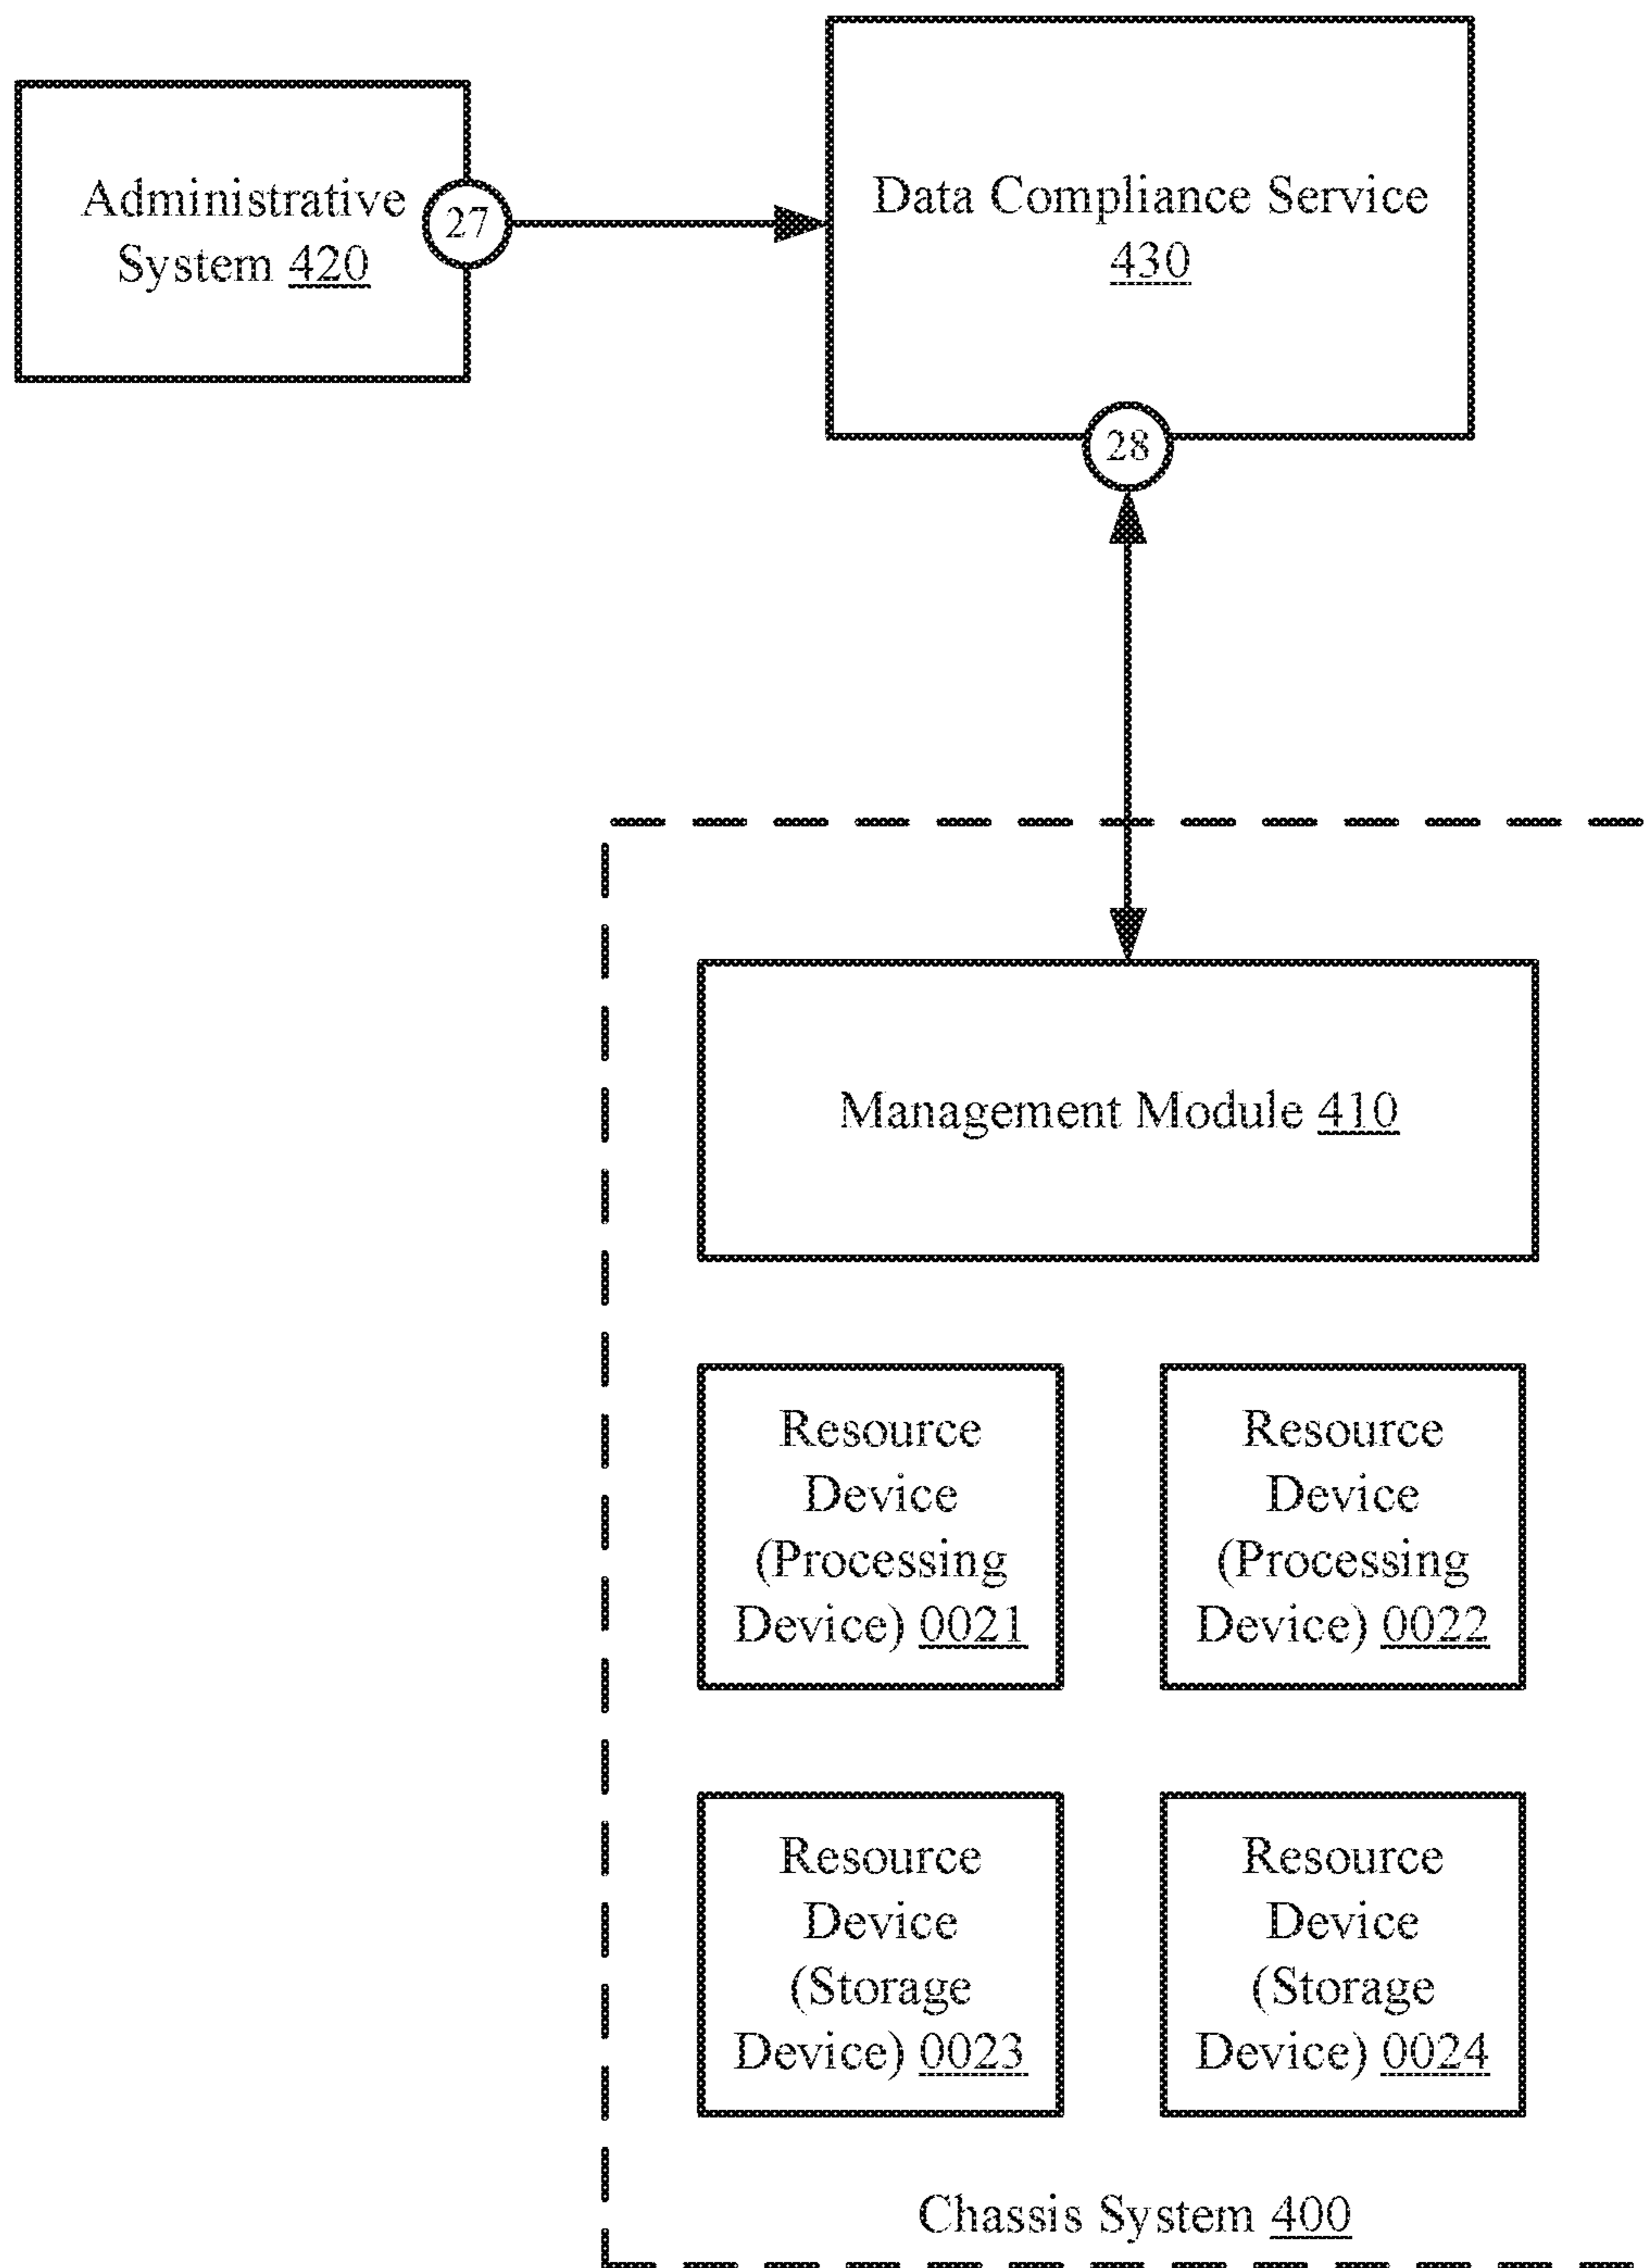 Administrative
System 420
27
Data Compliance Service
430
28
Management Module 410
Resource
Device
(Processing
Device) 0021
Resource
Device
(Processing
Device) 0022
Resource
Device
(Storage
Device) 0023
Resource
Device
(Storage
Device) 0024
Chassis System 400